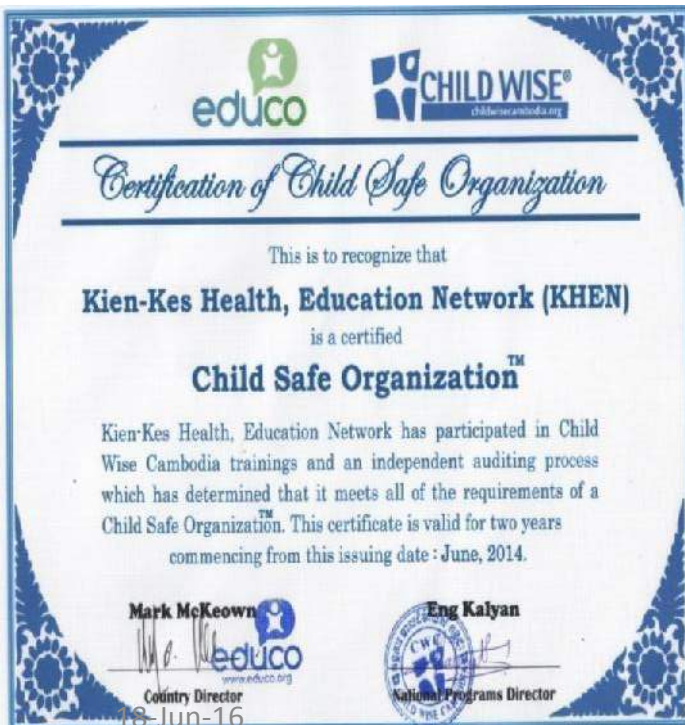 educo
CHILD WISE®
childwisecambodia.org
Certification of Child Safe Organization
This is to recognize that
Kien-Kes Health, Education Network (KHEN)
is a certified
Child Safe Organization™
Kien-Kes Health, Education Network has participated in Child
Wise Cambodia trainings and an independent auditing process
which has determined that it meets all of the requirements of a
Child Safe Organization™. This certificate is valid for two years
commencing from this issuing date : June, 2014.
Mark McKeown
Eng Kalyan
educo
www.educo.org
CWC
Country Director
National Programs Director
18-Jun-16